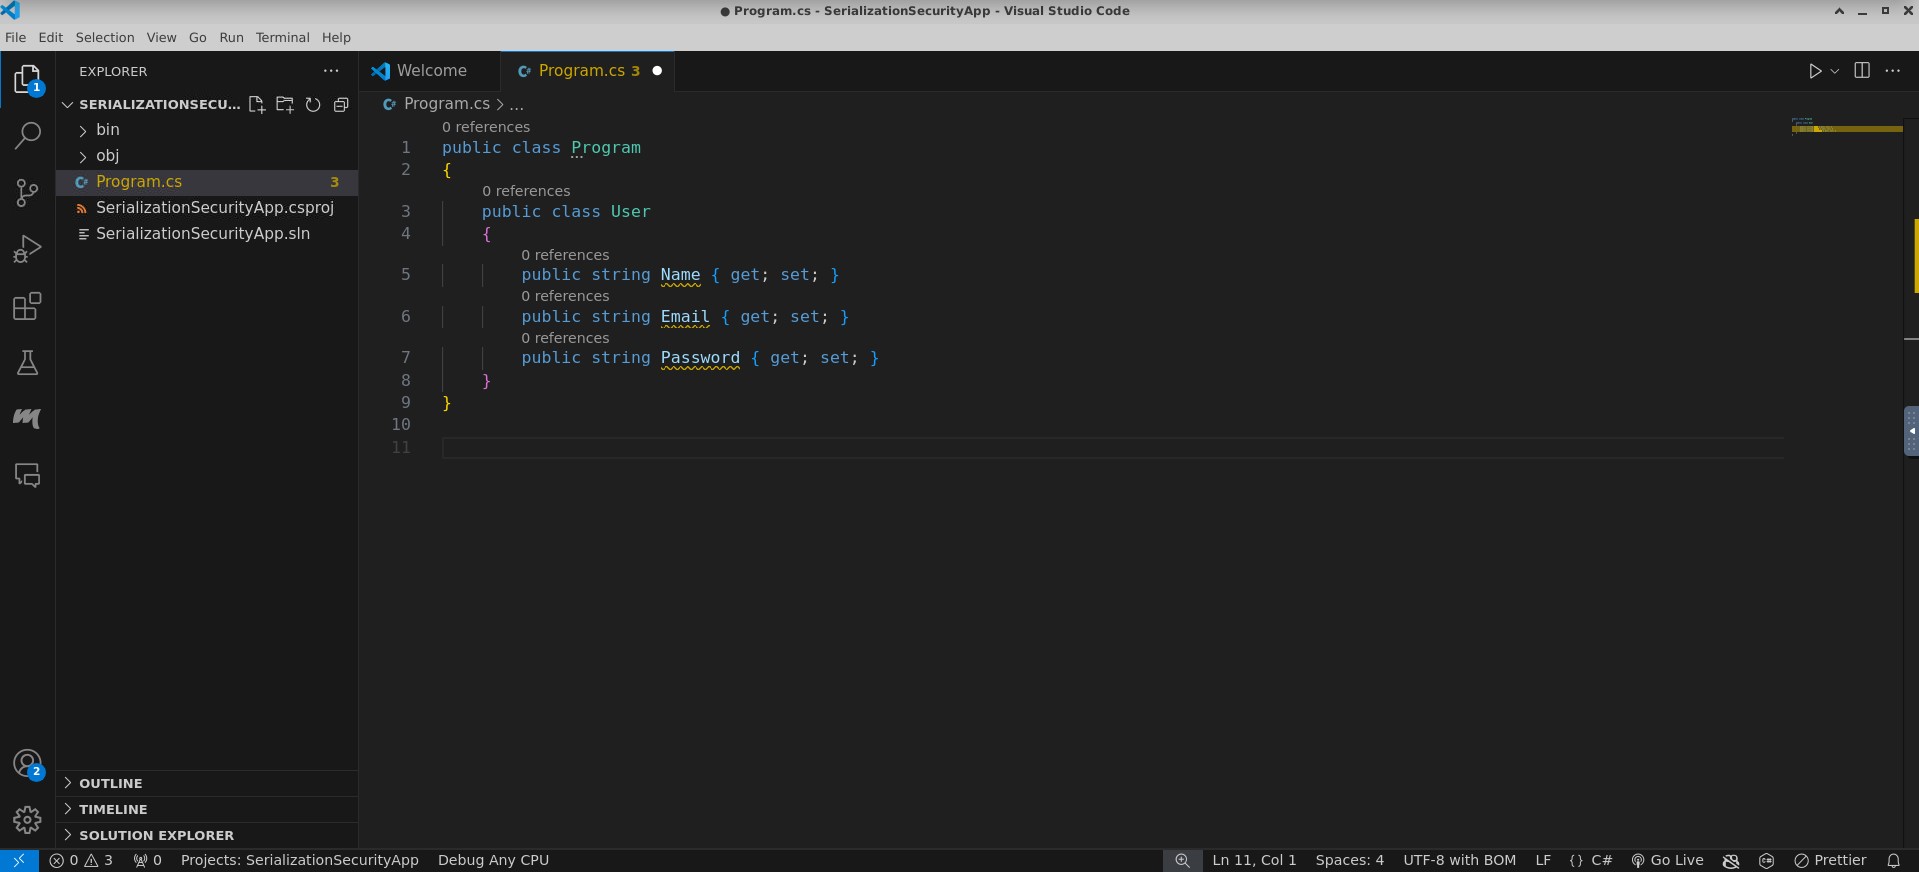 ● Program.cs - SerializationSecurityApp - Visual Studio Code
File Edit Selection View Go Run Terminal Help
EXPLORER
SERIALIZATIONSECU...
bin
obj
Program.cs 3
SerializationSecurityApp.csproj
SerializationSecurityApp.sln
OUTLINE
TIMELINE
SOLUTION EXPLORER
1
2
Welcome
Program.cs 3
Program.cs > ...
0 references
1 public class Program
2 {
0 references
3 public class User
4 {
0 references
5 public string Name { get; set; }
0 references
6 public string Email { get; set; }
0 references
7 public string Password { get; set; }
8 }
9 }
10
11
0 3 0 Projects: SerializationSecurityApp Debug Any CPU Ln 11, Col 1 Spaces: 4 UTF-8 with BOM LF {} C# Go Live Prettier